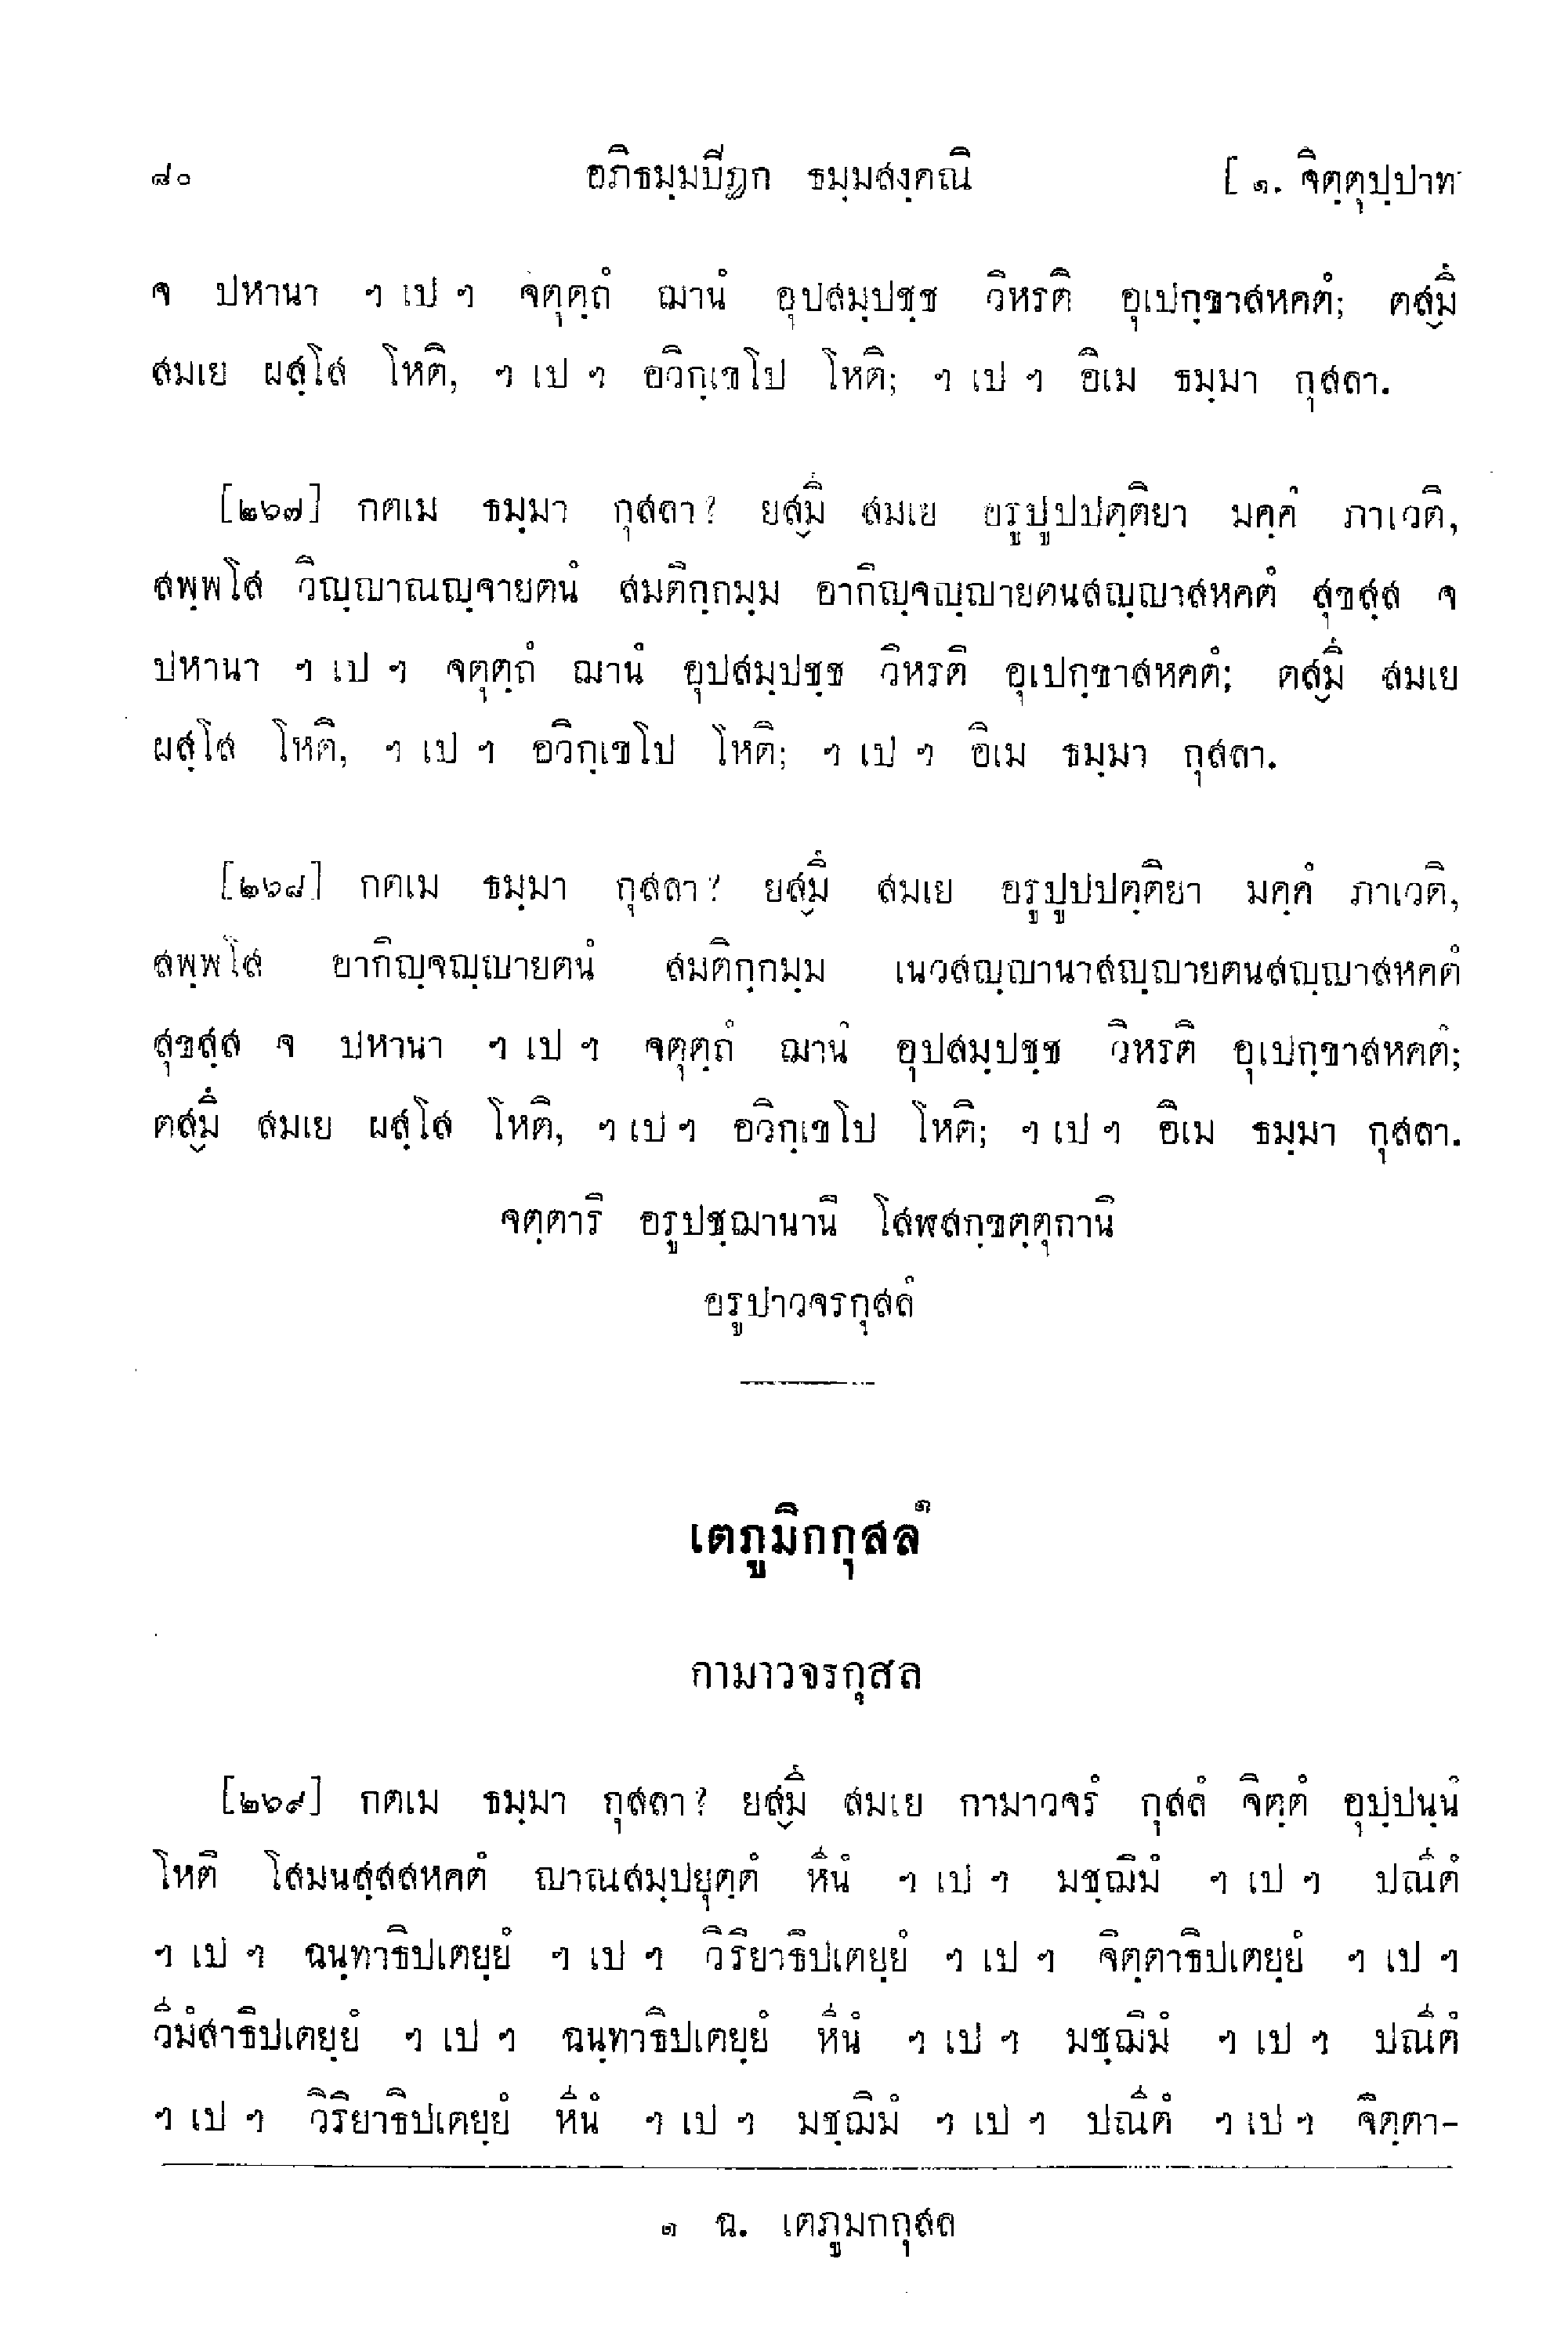 ๘๐ อภิธมฺมปิฏก ธมฺมสงฺคณิ [ ๑. จิตฺตุปฺปาท
จ ปหานา ฯ เป ฯ จตุตฺถํ ฌานํ อุปสมฺปชฺช วิหรติ อุเปกฺขาสหคตํ; ตสฺมึ
สมเย ผสฺโส โหติ, ฯ เป ฯ อวิกฺเขโป โหติ; ฯ เป ฯ อิเม ธมฺมา กุสลา.
[๒๖๗] กตเม ธมฺมา กุสลา? ยสฺมึ สมเย อรูปูปปตฺติยา มคฺคํ ภาเวติ,
สพฺพโส วิญฺญาณญฺจายตนํ สมติกฺกมฺม อากิญฺจญฺญายตนสญฺญาสหคตํ สุขสฺส จ
ปหานา ฯ เป ฯ จตุตฺถํ ฌานํ อุปสมฺปชฺช วิหรติ อุเปกฺขาสหคตํ; ตสฺมึ สมเย
ผสฺโส โหติ, ฯ เป ฯ อวิกฺเขโป โหติ; ฯ เป ฯ อิเม ธมฺมา กุสลา.
[๒๖๘] กตเม ธมฺมา กุสลา? ยสฺมึ สมเย อรูปูปปตฺติยา มคฺคํ ภาเวติ,
สพฺพโส อากิญฺจญฺญายตนํ สมติกฺกมฺม เนวสญฺญานาสญฺญายตนสญฺญาสหคตํ
สุขสฺส จ ปหานา ฯ เป ฯ จตุตฺถํ ฌานํ อุปสมฺปชฺช วิหรติ อุเปกฺขาสหคตํ;
ตสฺมึ สมเย ผสฺโส โหติ, ฯ เป ฯ อวิกฺเขโป โหติ; ฯ เป ฯ อิเม ธมฺมา กุสลา.
จตฺตาริ อรูปชฺฌานานิ โสฬสกฺขตฺตุกานิ
อรูปาวจรกุสลํ
เตภูมิกกุสลํ๑
กามาวจรกุสล
[๒๖๙] กตเม ธมฺมา กุสลา? ยสฺมึ สมเย กามาวจรํ กุสลํ จิตฺตํ อุปฺปนฺนํ
โหติ โสมนสฺสสหคตํ ญาณสมฺปยุตฺตํ หีนํ ฯ เป ฯ มชฺฌิมํ ฯ เป ฯ ปณีตํ
ฯ เป ฯ ฉนฺทาธิปเตยฺยํ ฯ เป ฯ วิริยาธิปเตยฺยํ ฯ เป ฯ จิตฺตาธิปเตยฺยํ ฯ เป ฯ
วีมํสาธิปเตยฺยํ ฯ เป ฯ ฉนฺทาธิปเตยฺยํ หีนํ ฯ เป ฯ มชฺฌิมํ ฯ เป ฯ ปณีตํ
ฯ เป ฯ วิริยาธิปเตยฺยํ หีนํ ฯ เป ฯ มชฺฌิมํ ฯ เป ฯ ปณีตํ ฯ เป ฯ จิตฺตา-
๑ ฉ. เตภูมกกุสล